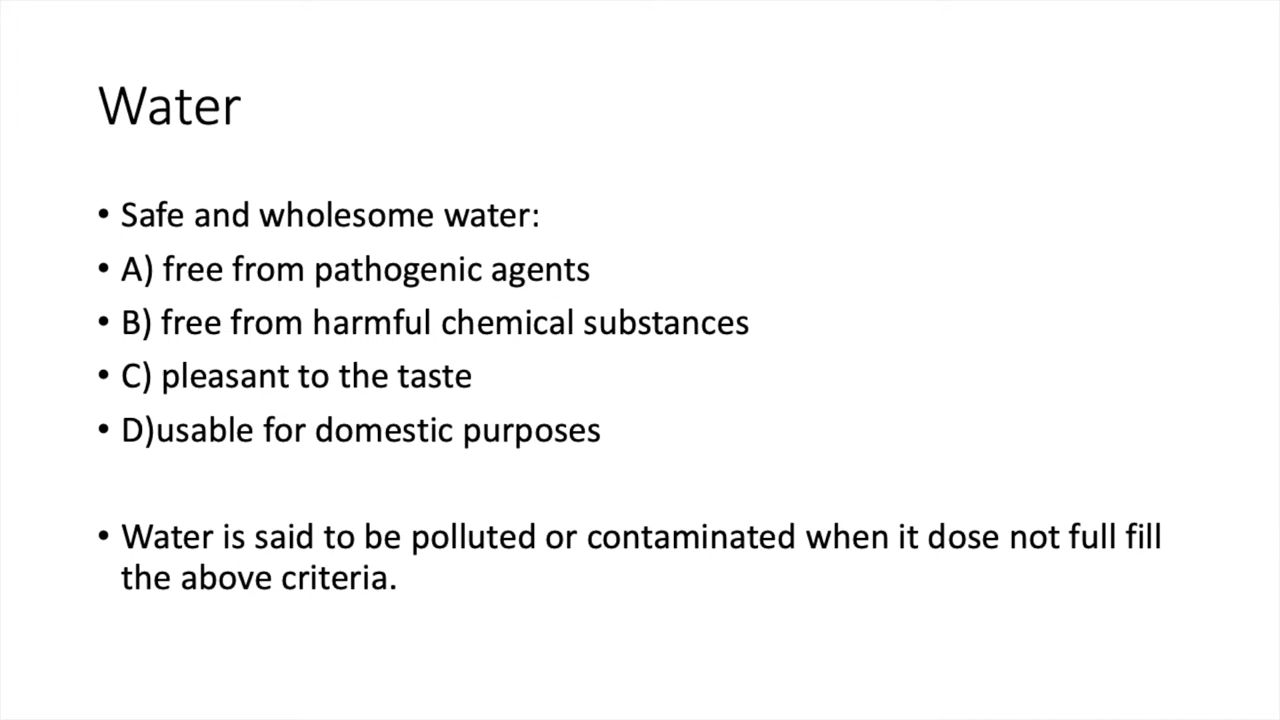 Water
• Safe and wholesome water:
• A) free from pathogenic agents
• B) free from harmful chemical substances
• C) pleasant to the taste
• D)usable for domestic purposes
• Water is said to be polluted or contaminated when it dose not full fill
the above criteria.